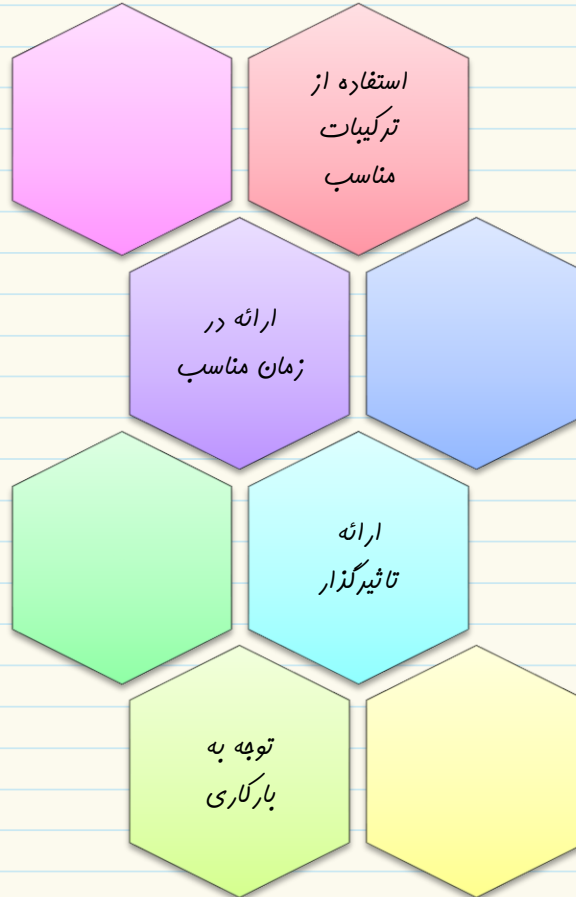 استفاده از
ترکیبات
مناسب
ارائه در
زمان مناسب
ارائه
تاثیرگذار
توجه به
بارکاری